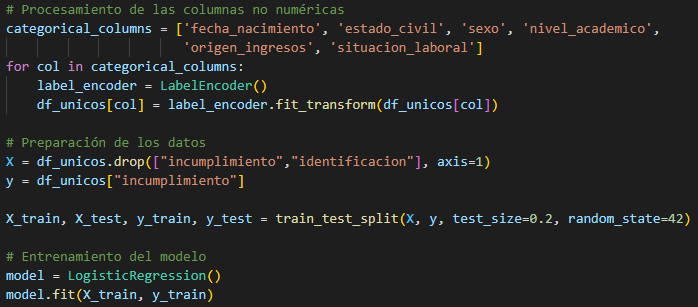 # Procesamiento de las columnas no numéricas
categorical_columns = ['fecha_nacimiento', 'estado_civil', 'sexo', 'nivel_academico',
'origen_ingresos', 'situacion_laboral']
for col in categorical_columns:
label_encoder = LabelEncoder()
df_unicos[col] = label_encoder.fit_transform(df_unicos[col])
# Preparación de los datos
X = df_unicos.drop(["incumplimiento","identificacion"], axis=1)
y = df_unicos["incumplimiento"]
X_train, X_test, y_train, y_test = train_test_split(X, y, test_size=0.2, random_state=42)
# Entrenamiento del modelo
model = LogisticRegression()
model.fit(X_train, y_train)